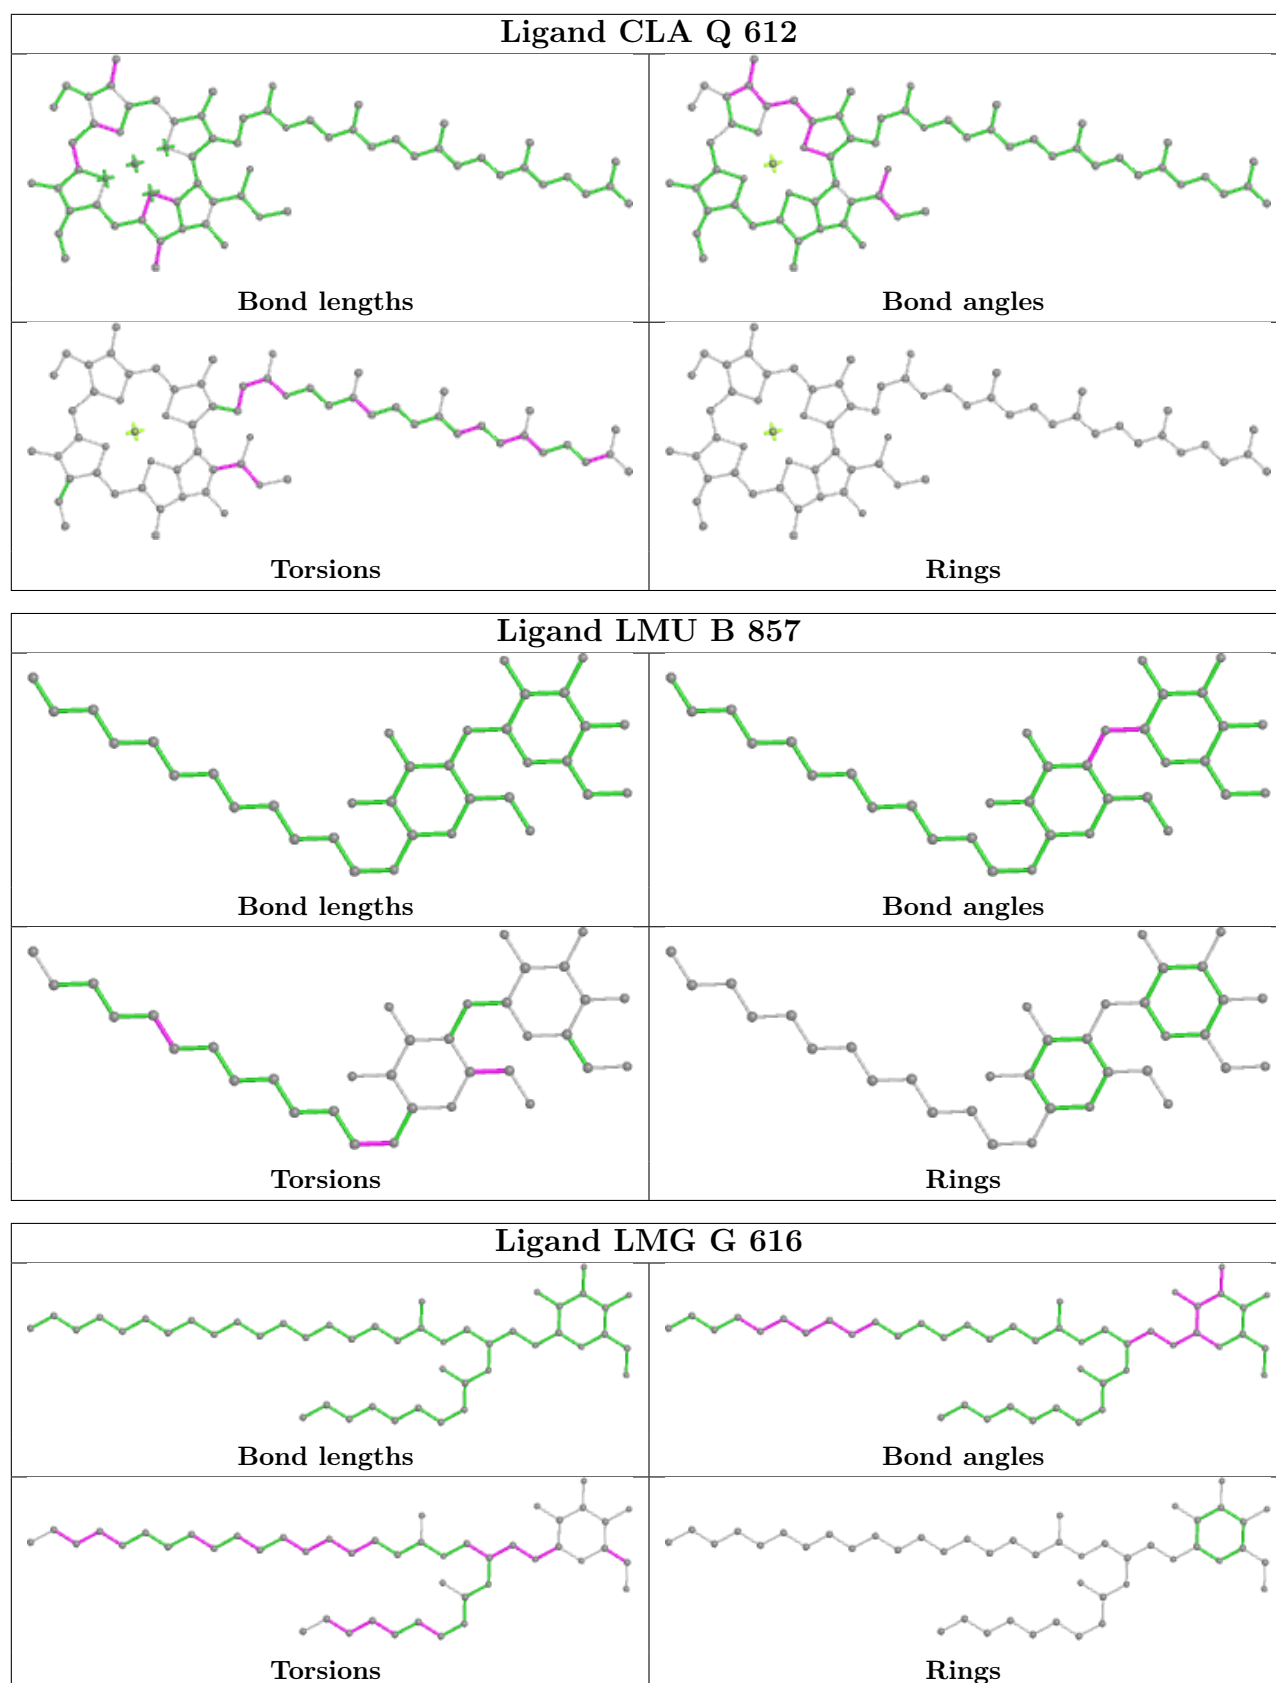 Ligand CLA Q 612
Bond lengths
Bond angles
Torsions
Rings
Ligand LMU B 857
Bond lengths
Bond angles
Torsions
Rings
Ligand LMG G 616
Bond lengths
Bond angles
Torsions
Rings